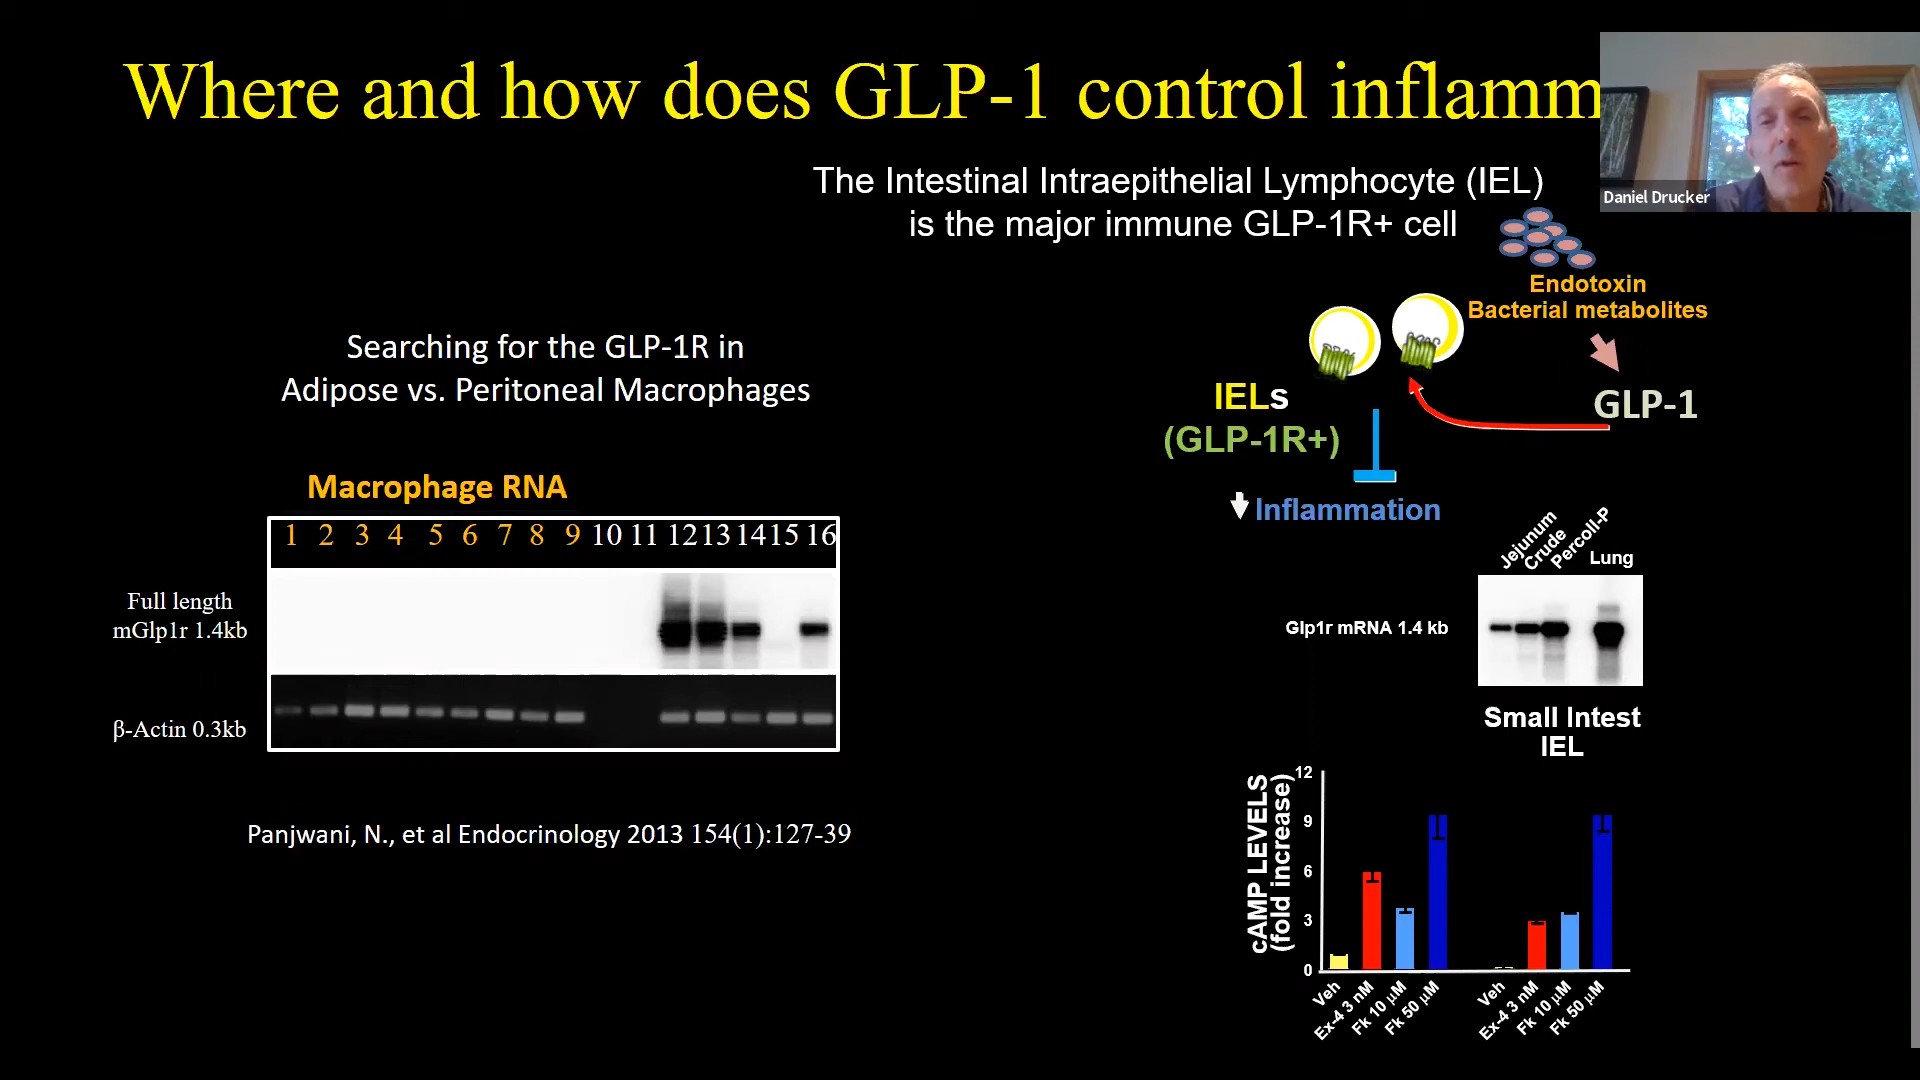 Where and how does GLP-1 control inflamm
Daniel Drucker
The Intestinal Intraepithelial Lymphocyte (IEL)
is the major immune GLP-1R+ cell
Endotoxin
Bacterial metabolites
GLP-1
IELs
(GLP-1R+)
Inflammation
Searching for the GLP-1R in
Adipose vs. Peritoneal Macrophages
Macrophage RNA
1 2 3 4 5 6 7 8 9 10 11 12 13 14 15 16
Full length
mGlp1r 1.4kb
β-Actin 0.3kb
Panjwani, N., et al Endocrinology 2013 154(1):127-39
Jejunum
Crude
Percoll-P
Lung
Glp1r mRNA 1.4 kb
Small Intest
IEL
cAMP LEVELS
(fold increase)
12
9
6
3
0
Veh
Ex-4 3 nM
Fk 10 μM
Fk 50 μM
Veh
Ex-4 3 nM
Fk 10 μM
Fk 50 μM